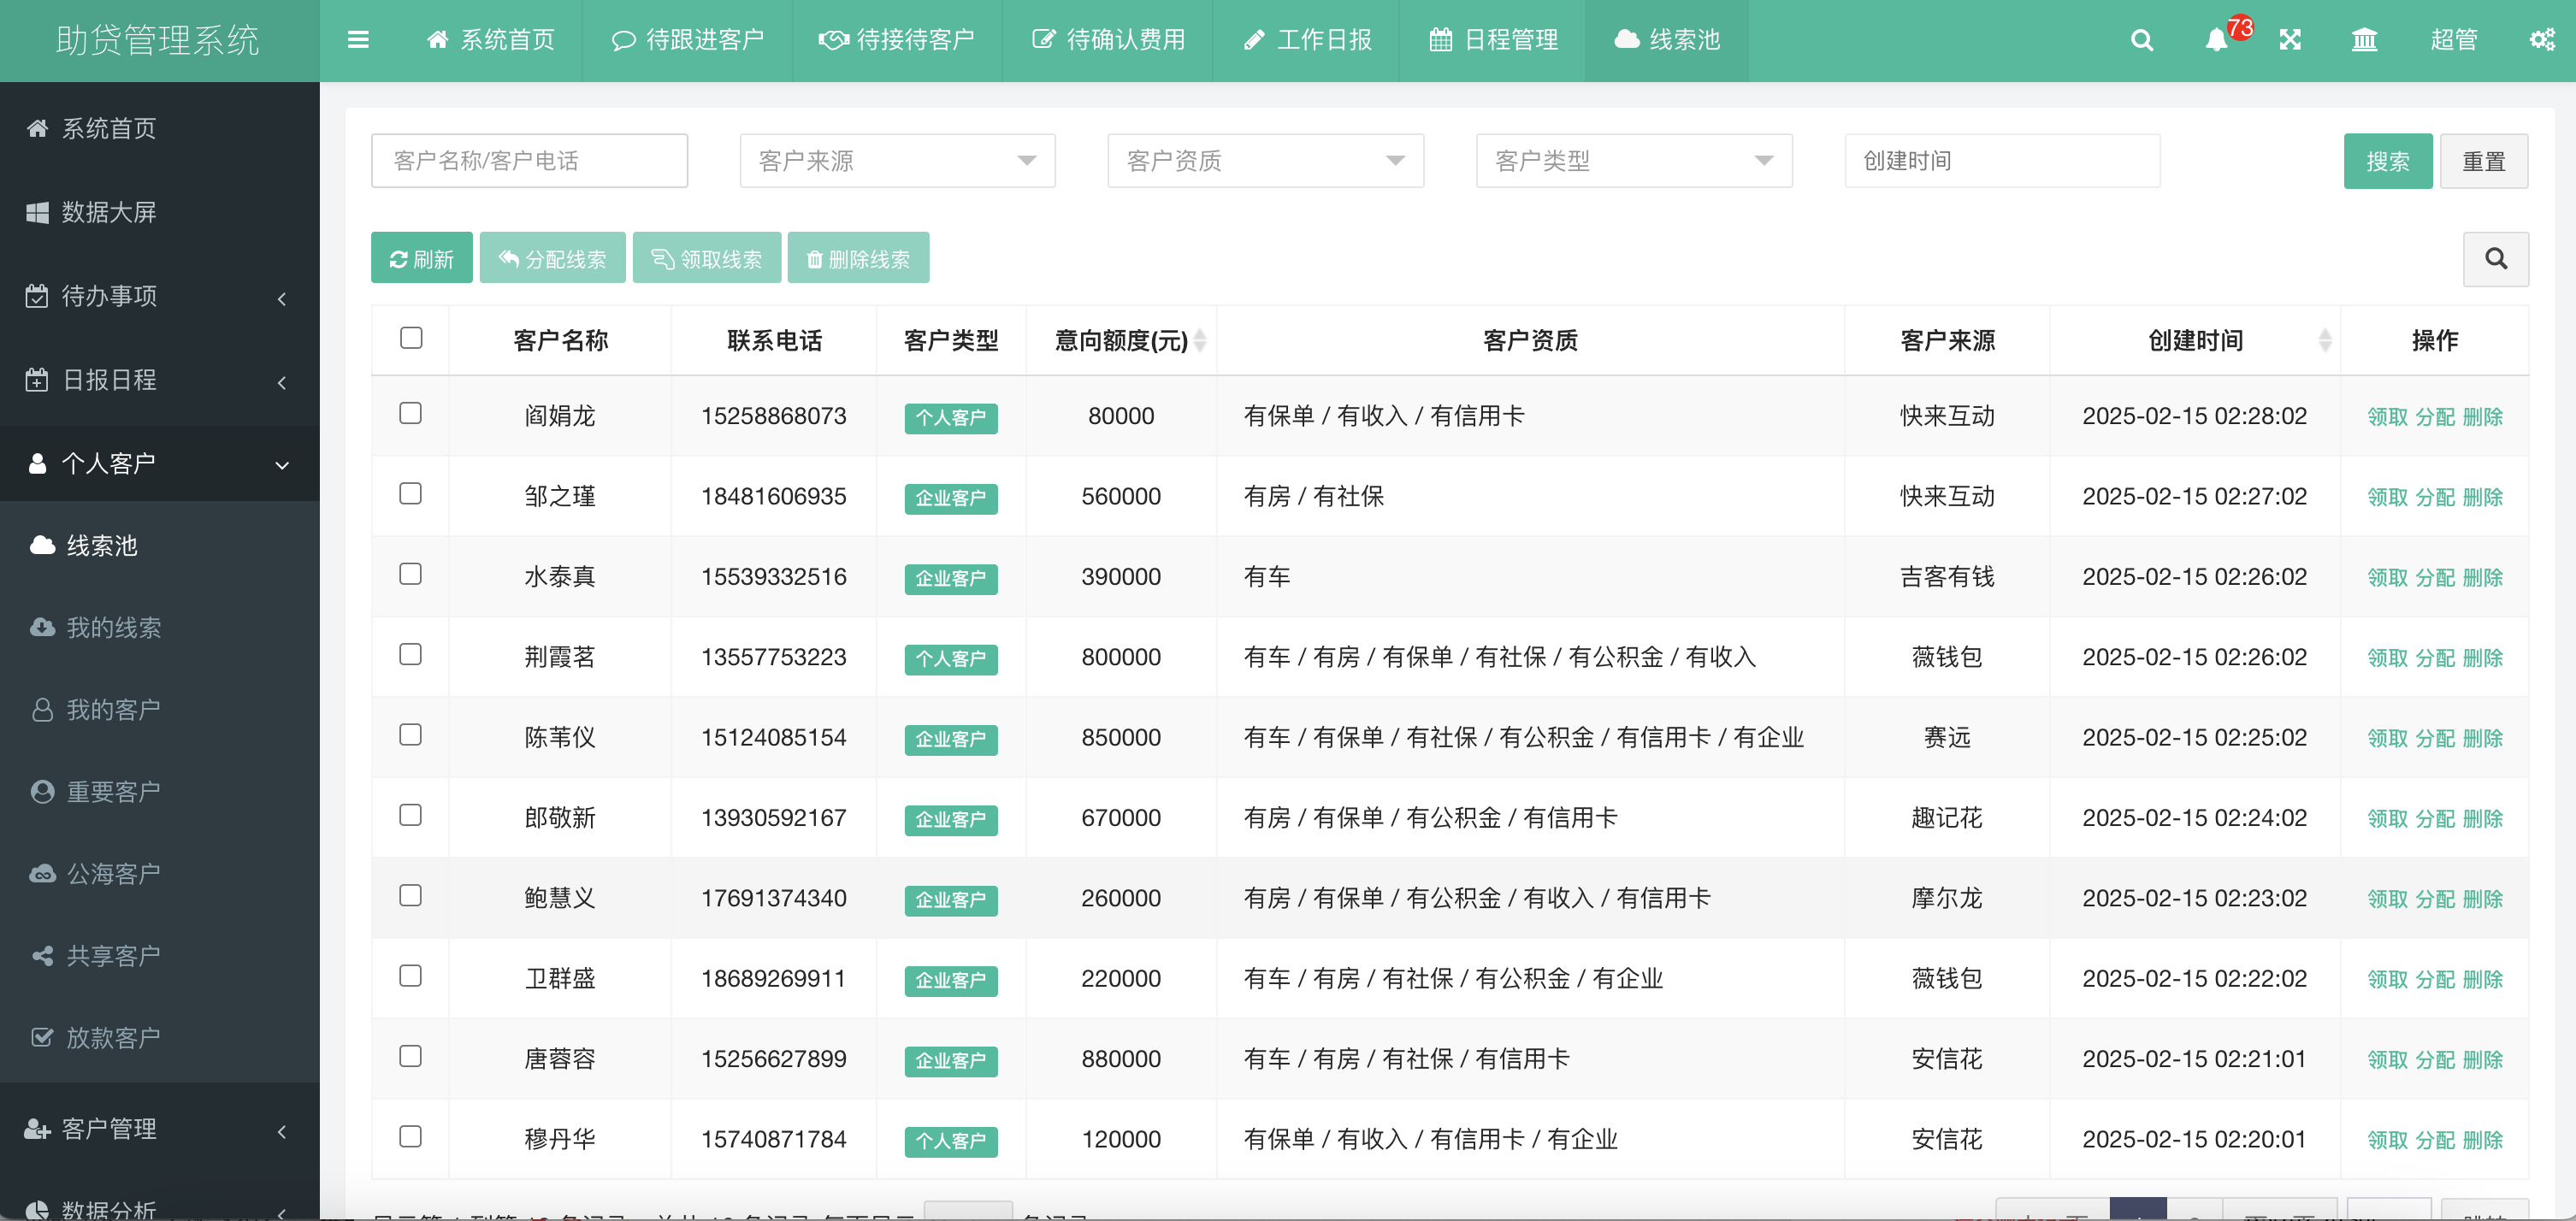 助贷管理系统 系统首页 待跟进客户 待接待客户 待确认费用 工作日报 日程管理 线索池 73 超管
系统首页
数据大屏
待办事项
日报日程
个人客户
线索池
我的线索
我的客户
重要客户
公海客户
共享客户
放款客户
客户管理
数据分析
客户名称/客户电话 客户来源 客户资质 客户类型 创建时间 搜索 重置
刷新 分配线索 领取线索 删除线索
客户名称 联系电话 客户类型 意向额度(元) 客户资质 客户来源 创建时间 操作
阎娟龙 15258868073 个人客户 80000 有保单 / 有收入 / 有信用卡 快来互动 2025-02-15 02:28:02 领取 分配 删除
邹之瑾 18481606935 企业客户 560000 有房 / 有社保 快来互动 2025-02-15 02:27:02 领取 分配 删除
水泰真 15539332516 企业客户 390000 有车 吉客有钱 2025-02-15 02:26:02 领取 分配 删除
荆霞茗 13557753223 个人客户 800000 有车 / 有房 / 有保单 / 有社保 / 有公积金 / 有收入 薇钱包 2025-02-15 02:26:02 领取 分配 删除
陈苇仪 15124085154 企业客户 850000 有车 / 有保单 / 有社保 / 有公积金 / 有信用卡 / 有企业 赛远 2025-02-15 02:25:02 领取 分配 删除
郎敬新 13930592167 企业客户 670000 有房 / 有保单 / 有公积金 / 有信用卡 趣记花 2025-02-15 02:24:02 领取 分配 删除
鲍慧义 17691374340 企业客户 260000 有房 / 有保单 / 有公积金 / 有收入 / 有信用卡 摩尔龙 2025-02-15 02:23:02 领取 分配 删除
卫群盛 18689269911 企业客户 220000 有车 / 有房 / 有社保 / 有公积金 / 有企业 薇钱包 2025-02-15 02:22:02 领取 分配 删除
唐蓉容 15256627899 企业客户 880000 有车 / 有房 / 有社保 / 有信用卡 安信花 2025-02-15 02:21:01 领取 分配 删除
穆丹华 15740871784 个人客户 120000 有保单 / 有收入 / 有信用卡 / 有企业 安信花 2025-02-15 02:20:01 领取 分配 删除